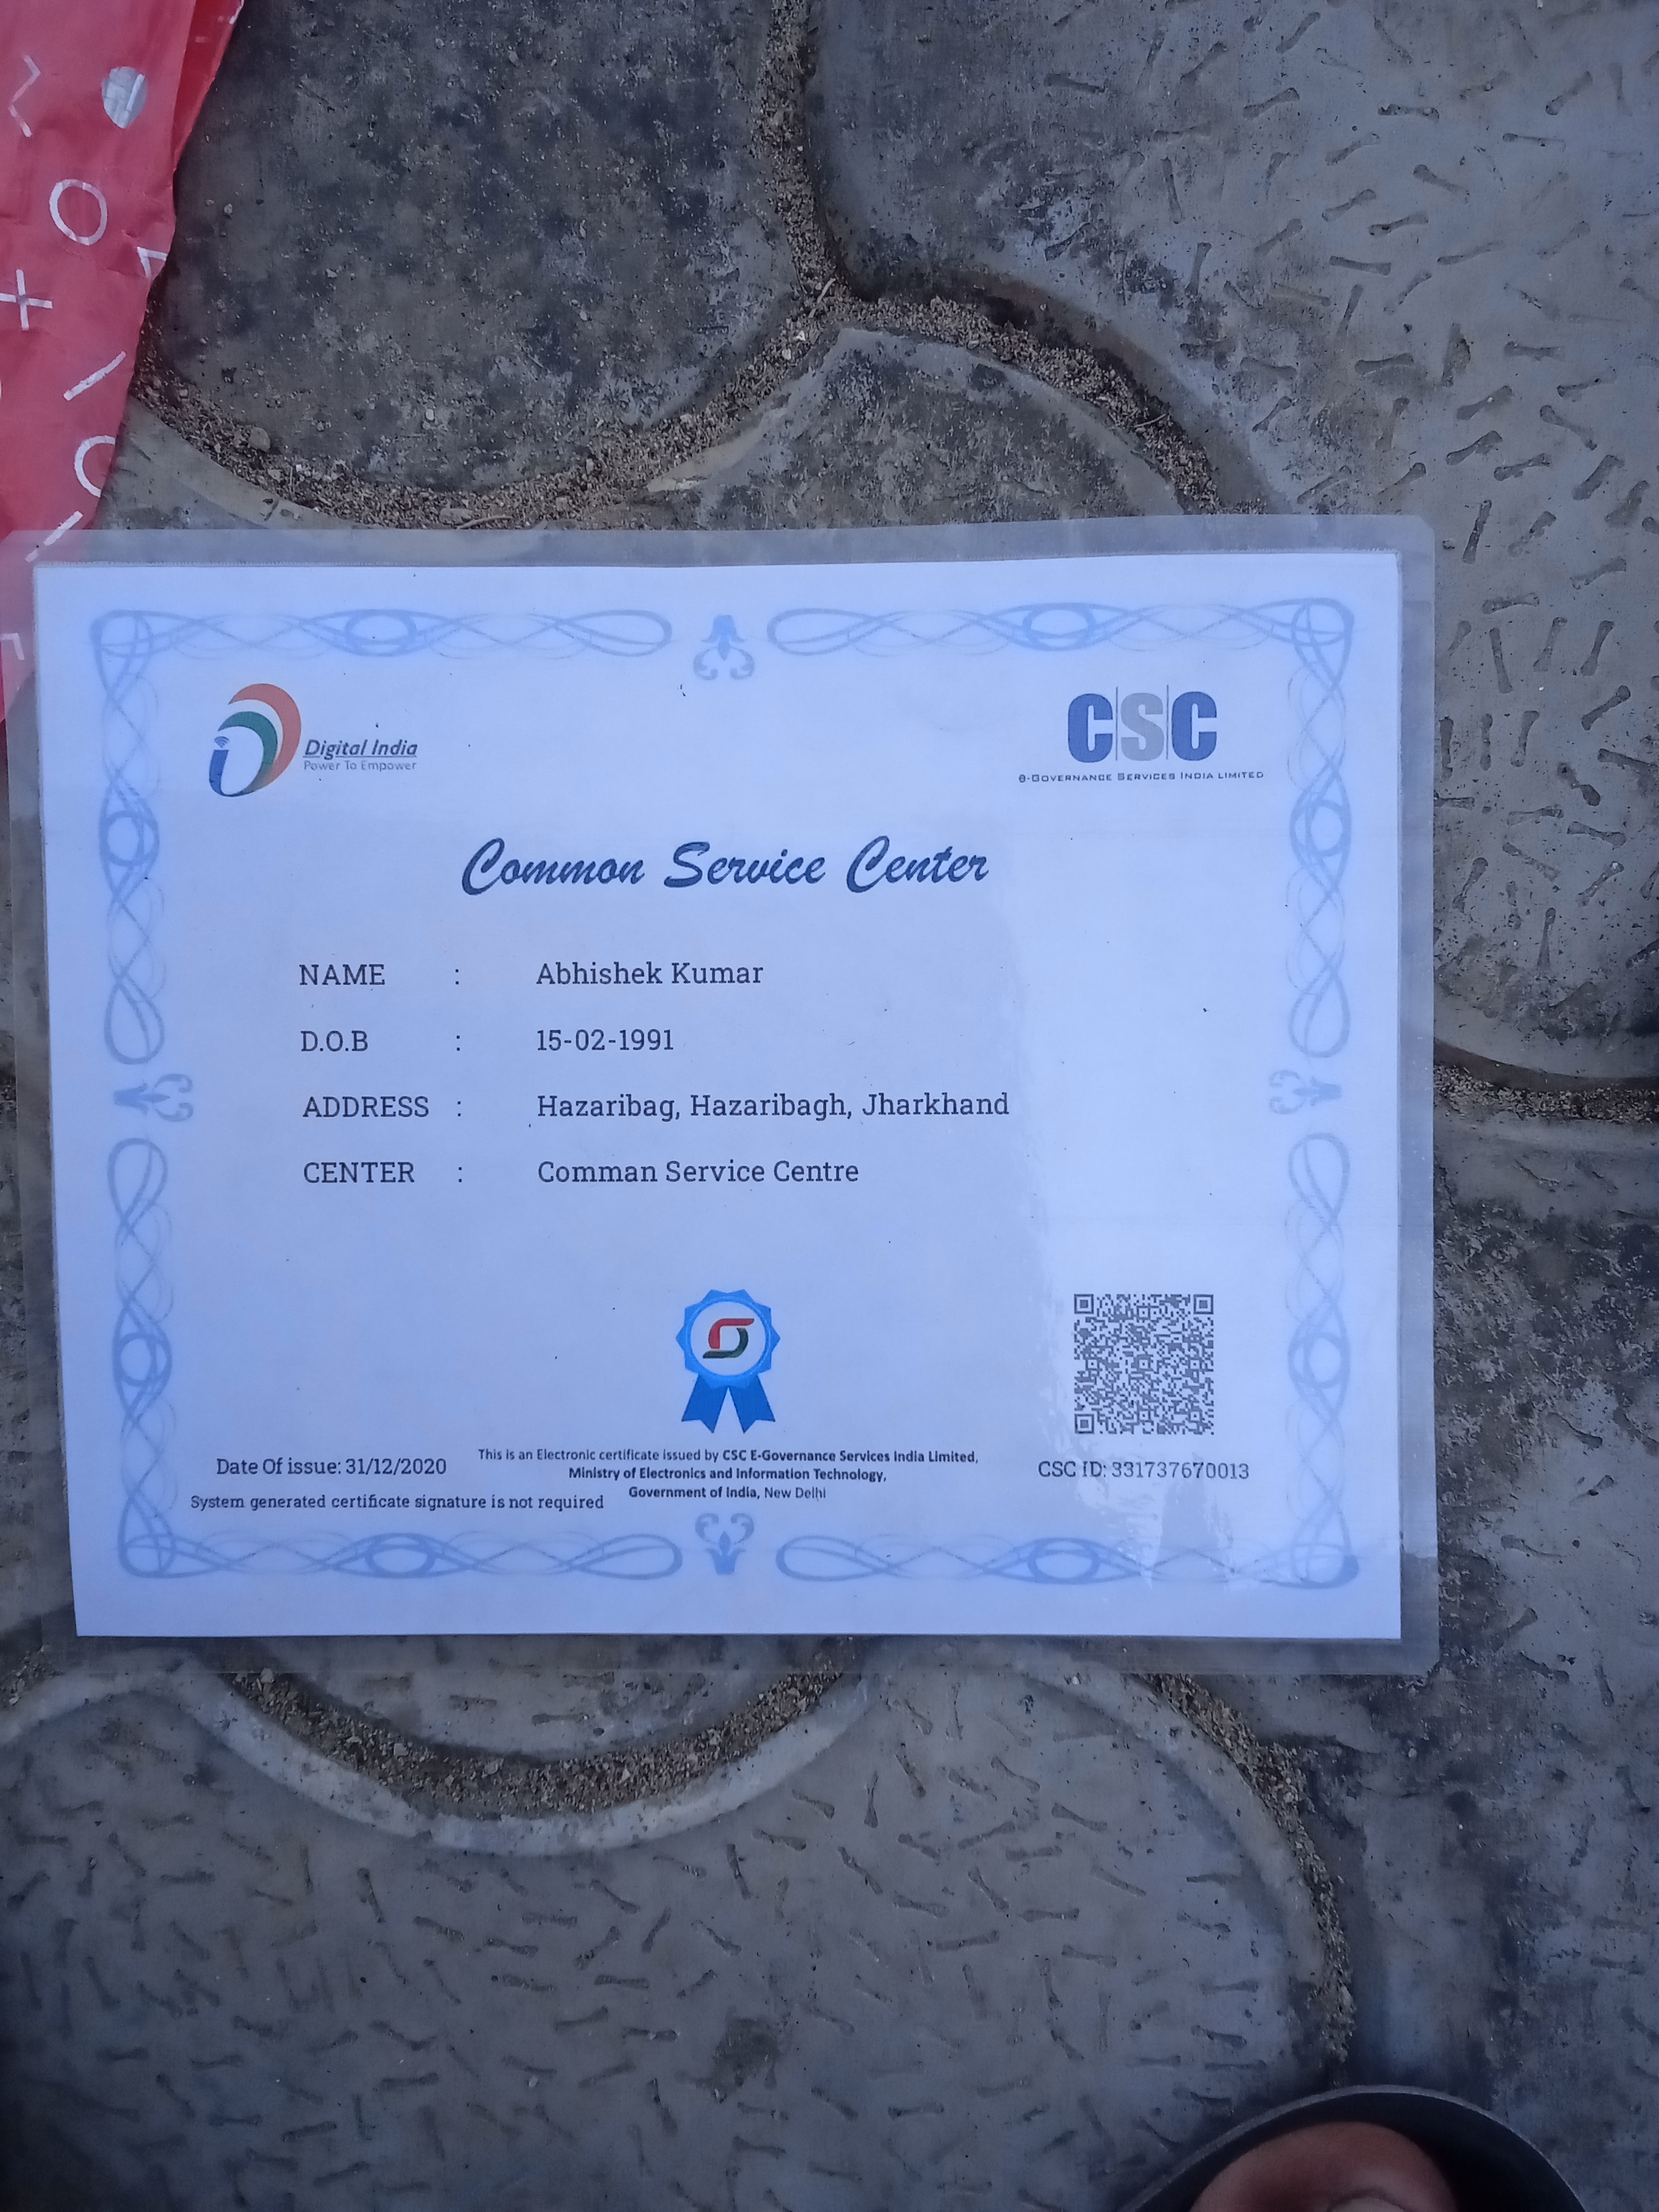 Digital India
Power To Empower
CSC
e-Governance Services India Limited
Common Service Center
NAME : Abhishek Kumar
D.O.B : 15-02-1991
ADDRESS : Hazaribag, Hazaribagh, Jharkhand
CENTER : Comman Service Centre
This is an Electronic certificate issued by CSC E-Governance Services India Limited,
Ministry of Electronics and Information Technology,
Government of India, New Delhi
Date Of issue: 31/12/2020
System generated certificate signature is not required
CSC ID: 331737670013